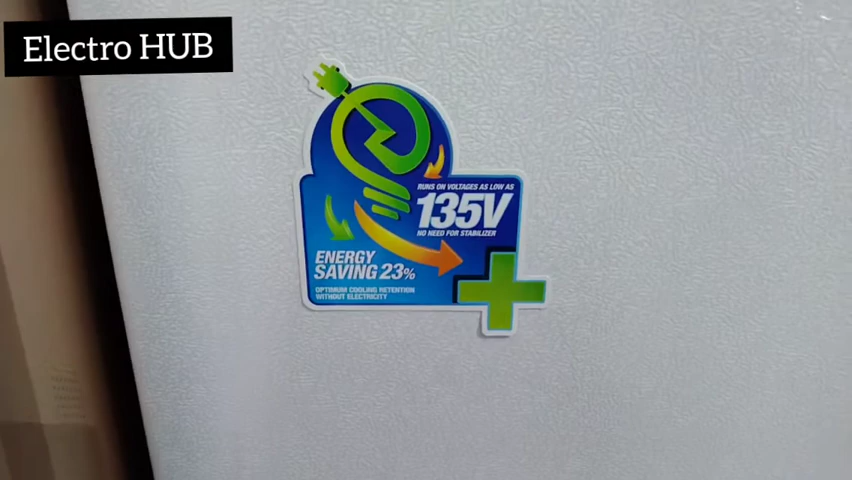 Electro HUB
RUNS ON VOLTAGES AS LOW AS
135V
NO NEED FOR STABILIZER
ENERGY
SAVING 23%
OPTIMUM COOLING RETENTION
WITHOUT ELECTRICITY